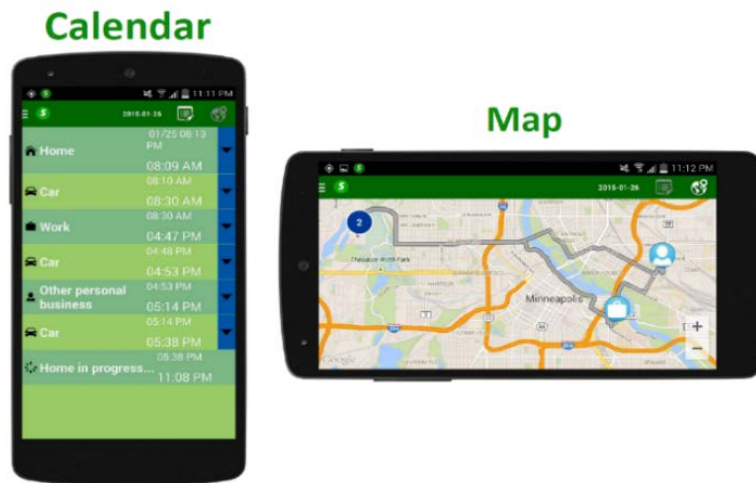 Calendar
11:11 PM
2015-01-26
Home
01/25 08:13
PM
08:09 AM
Car
08:10 AM
08:30 AM
Work
08:30 AM
04:47 PM
Car
04:48 PM
04:53 PM
Other personal
business
04:53 PM
05:14 PM
Car
05:14 PM
05:38 PM
Home in progress...
05:38 PM
11:08 PM
Map
11:12 PM
2015-01-26
2
Theodore Wirth Park
Minneapolis
+
−
Google